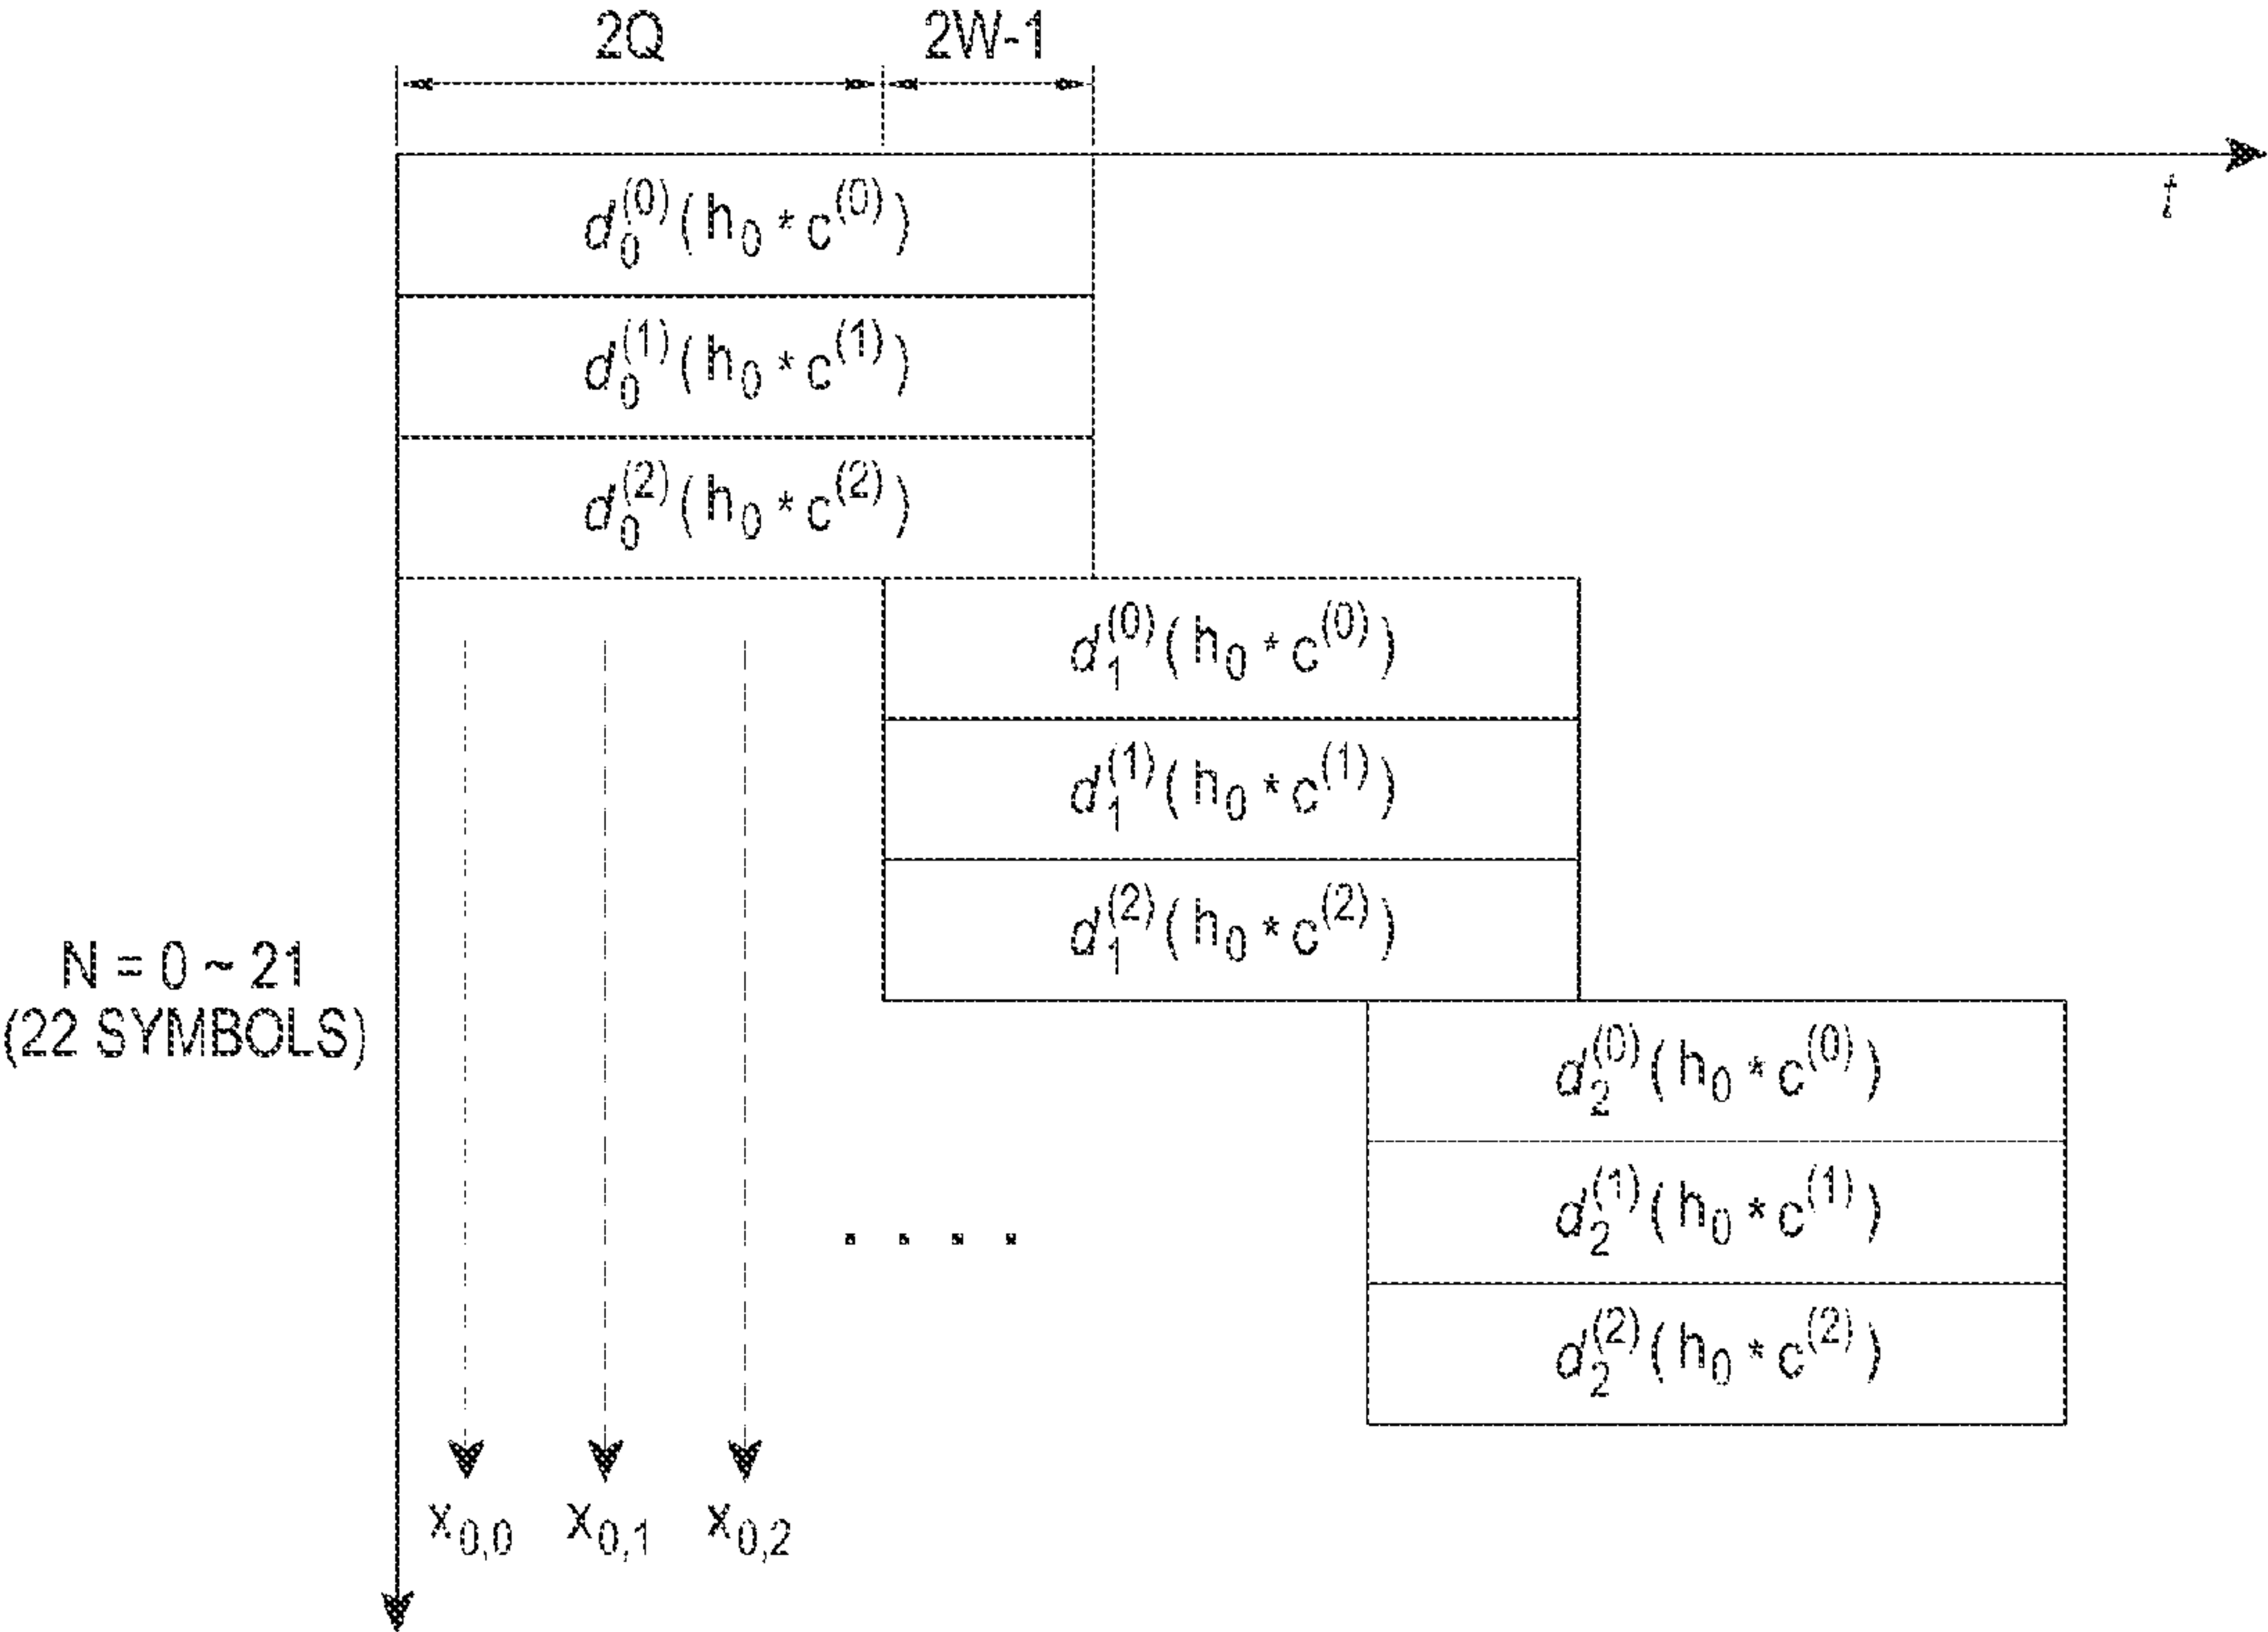 2Q 2W-1
t
d₀⁽⁰⁾(h₀*c⁽⁰⁾)
d₀⁽¹⁾(h₀*c⁽¹⁾)
d₀⁽²⁾(h₀*c⁽²⁾)
d₁⁽⁰⁾(h₀*c⁽⁰⁾)
d₁⁽¹⁾(h₀*c⁽¹⁾)
d₁⁽²⁾(h₀*c⁽²⁾)
N = 0 ~ 21
(22 SYMBOLS)
d₂⁽⁰⁾(h₀*c⁽⁰⁾)
d₂⁽¹⁾(h₀*c⁽¹⁾)
. . . .
d₂⁽²⁾(h₀*c⁽²⁾)
x₀,₀ x₀,₁ x₀,₂